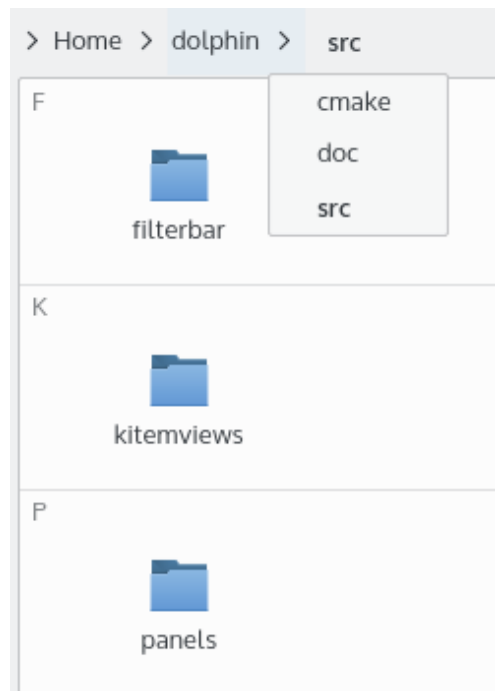 > Home > dolphin > src
cmake
doc
src
F
filterbar
K
kitemviews
P
panels